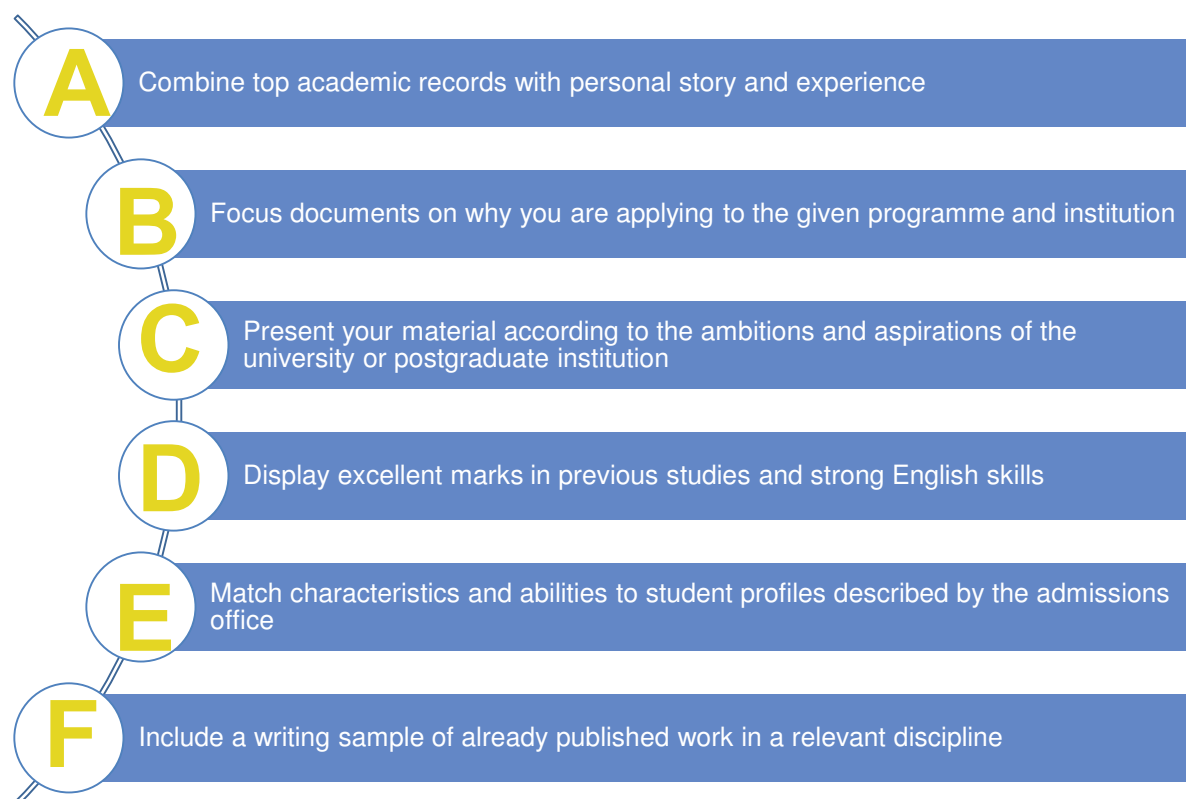 A
Combine top academic records with personal story and experience
B
Focus documents on why you are applying to the given programme and institution
C
Present your material according to the ambitions and aspirations of the
university or postgraduate institution
D
Display excellent marks in previous studies and strong English skills
E
Match characteristics and abilities to student profiles described by the admissions
office
F
Include a writing sample of already published work in a relevant discipline